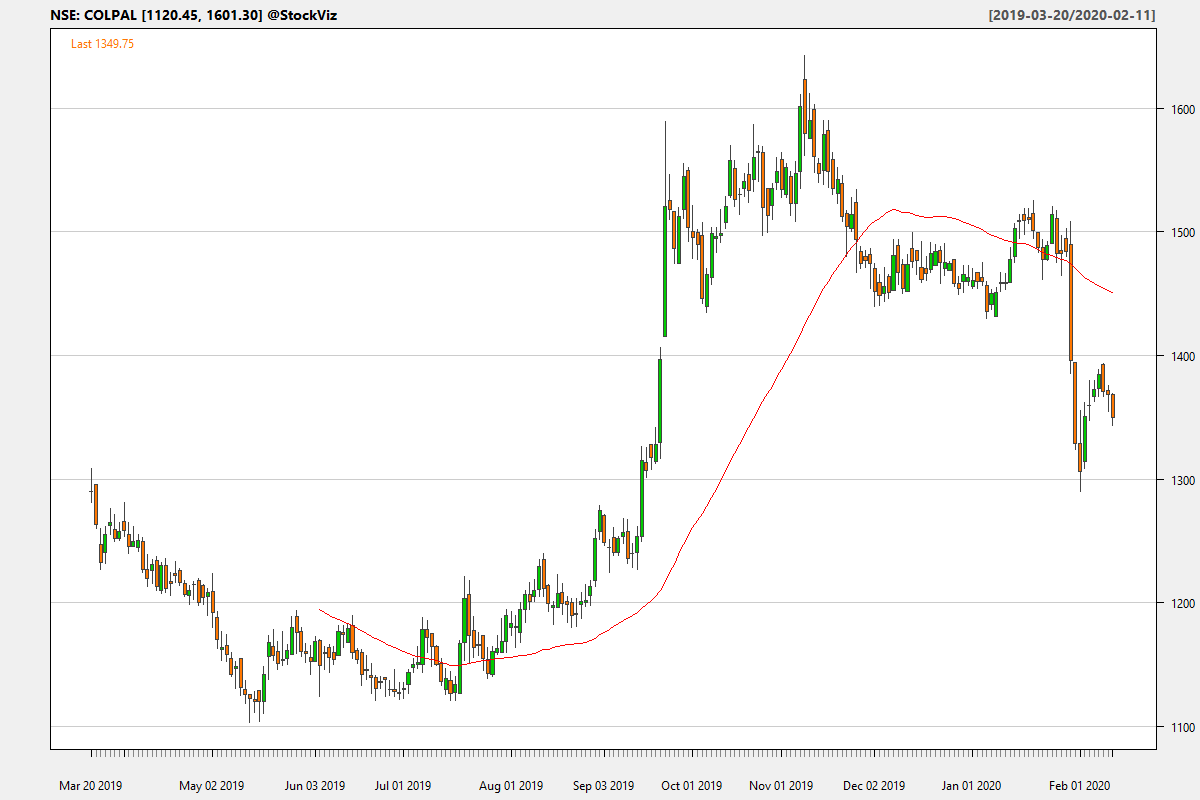 NSE: COLPAL [1120.45, 1601.30] @StockViz [2019-03-20/2020-02-11]
Last 1349.75
1600
1500
1400
1300
1200
1100
Mar 20 2019 May 02 2019 Jun 03 2019 Jul 01 2019 Aug 01 2019 Sep 03 2019 Oct 01 2019 Nov 01 2019 Dec 02 2019 Jan 01 2020 Feb 01 2020